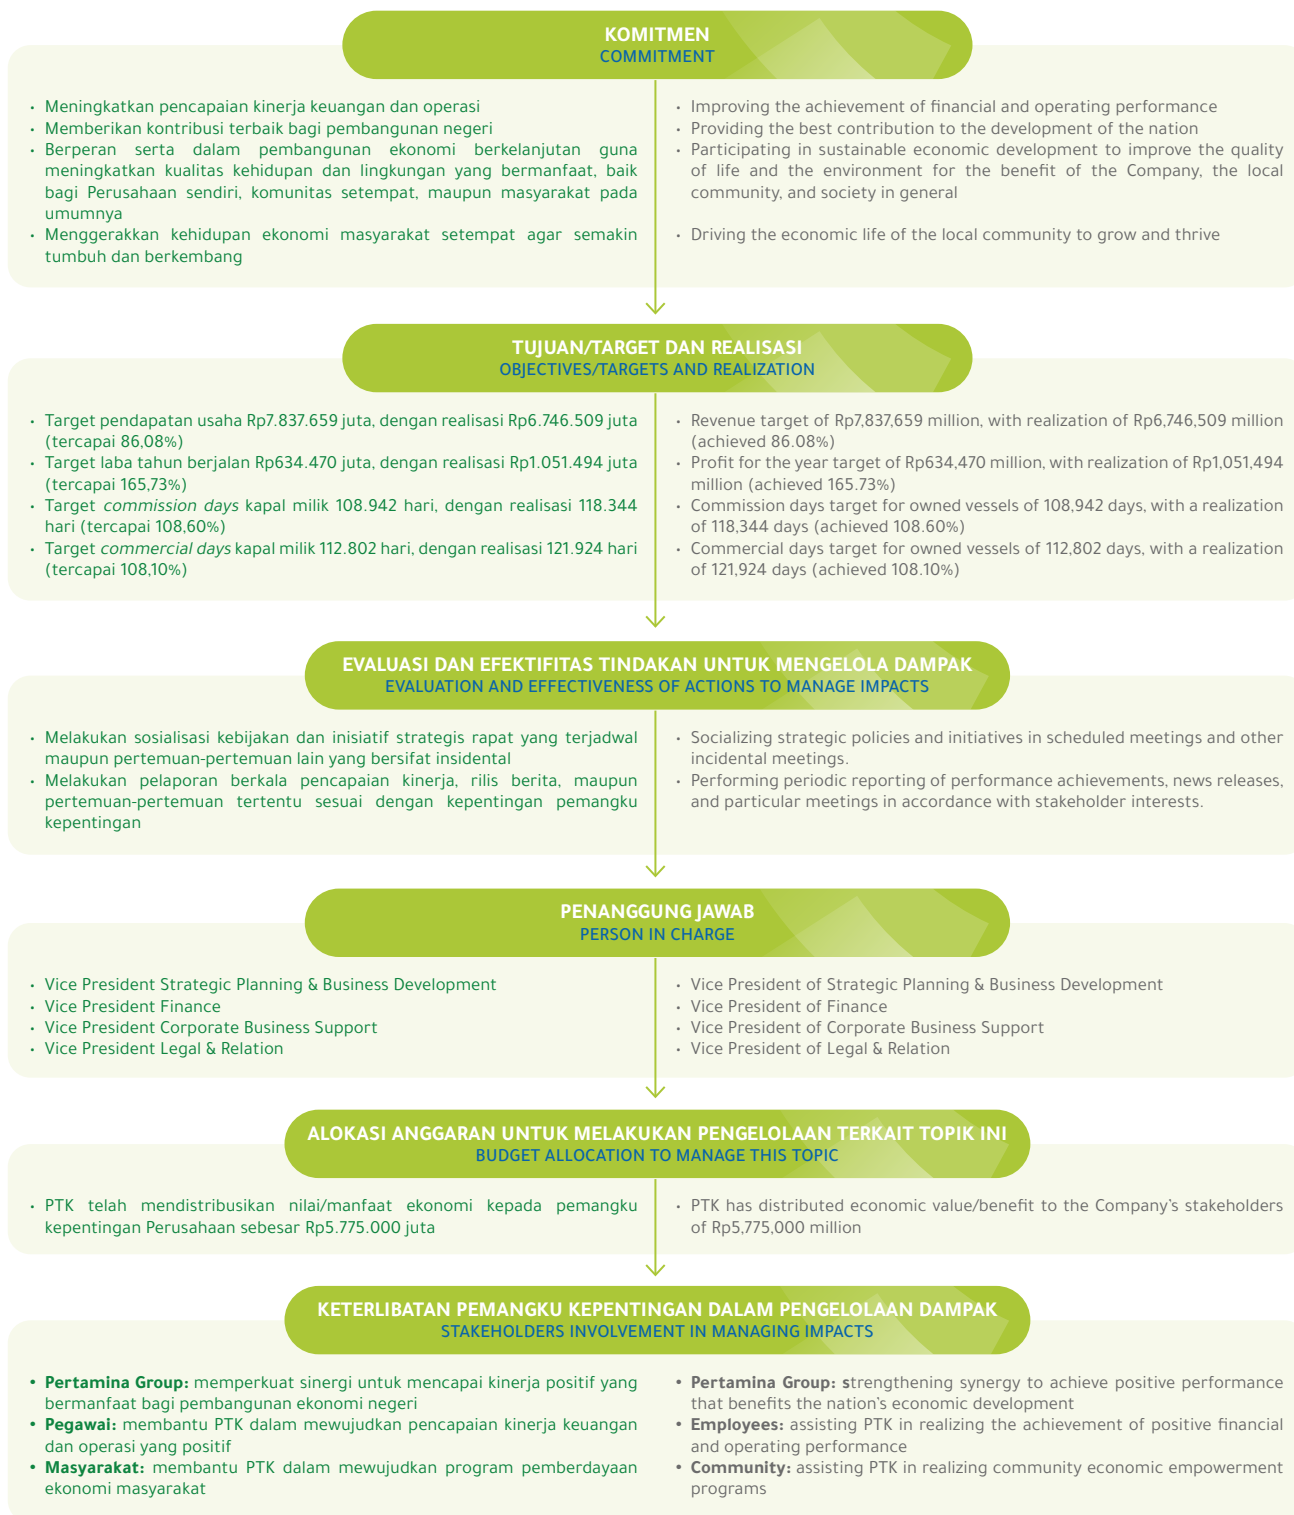 KOMITMEN
COMMITMENT
• Meningkatkan pencapaian kinerja keuangan dan operasi
• Memberikan kontribusi terbaik bagi pembangunan negeri
• Berperan serta dalam pembangunan ekonomi berkelanjutan guna
meningkatkan kualitas kehidupan dan lingkungan yang bermanfaat, baik
bagi Perusahaan sendiri, komunitas setempat, maupun masyarakat pada
umumnya
• Menggerakkan kehidupan ekonomi masyarakat setempat agar semakin
tumbuh dan berkembang
• Improving the achievement of financial and operating performance
• Providing the best contribution to the development of the nation
• Participating in sustainable economic development to improve the quality
of life and the environment for the benefit of the Company, the local
community, and society in general
• Driving the economic life of the local community to grow and thrive
TUJUAN/TARGET DAN REALISASI
OBJECTIVES/TARGETS AND REALIZATION
• Target pendapatan usaha Rp7.837.659 juta, dengan realisasi Rp6.746.509 juta
(tercapai 86,08%)
• Target laba tahun berjalan Rp634.470 juta, dengan realisasi Rp1.051.494 juta
(tercapai 165,73%)
• Target commission days kapal milik 108.942 hari, dengan realisasi 118.344
hari (tercapai 108,60%)
• Target commercial days kapal milik 112.802 hari, dengan realisasi 121.924 hari
(tercapai 108,10%)
• Revenue target of Rp7,837,659 million, with realization of Rp6,746,509 million
(achieved 86.08%)
• Profit for the year target of Rp634,470 million, with realization of Rp1,051,494
million (achieved 165.73%)
• Commission days target for owned vessels of 108,942 days, with a realization
of 118,344 days (achieved 108.60%)
• Commercial days target for owned vessels of 112,802 days, with a realization
of 121,924 days (achieved 108.10%)
EVALUASI DAN EFEKTIFITAS TINDAKAN UNTUK MENGELOLA DAMPAK
EVALUATION AND EFFECTIVENESS OF ACTIONS TO MANAGE IMPACTS
• Melakukan sosialisasi kebijakan dan inisiatif strategis rapat yang terjadwal
maupun pertemuan-pertemuan lain yang bersifat insidental
• Melakukan pelaporan berkala pencapaian kinerja, rilis berita, maupun
pertemuan-pertemuan tertentu sesuai dengan kepentingan pemangku
kepentingan
• Socializing strategic policies and initiatives in scheduled meetings and other
incidental meetings.
• Performing periodic reporting of performance achievements, news releases,
and particular meetings in accordance with stakeholder interests.
PENANGGUNG JAWAB
PERSON IN CHARGE
• Vice President Strategic Planning & Business Development
• Vice President Finance
• Vice President Corporate Business Support
• Vice President Legal & Relation
• Vice President of Strategic Planning & Business Development
• Vice President of Finance
• Vice President of Corporate Business Support
• Vice President of Legal & Relation
ALOKASI ANGGARAN UNTUK MELAKUKAN PENGELOLAAN TERKAIT TOPIK INI
BUDGET ALLOCATION TO MANAGE THIS TOPIC
• PTK telah mendistribusikan nilai/manfaat ekonomi kepada pemangku
kepentingan Perusahaan sebesar Rp5.775.000 juta
• PTK has distributed economic value/benefit to the Company's stakeholders
of Rp5,775,000 million
KETERLIBATAN PEMANGKU KEPENTINGAN DALAM PENGELOLAAN DAMPAK
STAKEHOLDERS INVOLVEMENT IN MANAGING IMPACTS
• Pertamina Group: memperkuat sinergi untuk mencapai kinerja positif yang
bermanfaat bagi pembangunan ekonomi negeri
• Pegawai: membantu PTK dalam mewujudkan pencapaian kinerja keuangan
dan operasi yang positif
• Masyarakat: membantu PTK dalam mewujudkan program pemberdayaan
ekonomi masyarakat
• Pertamina Group: strengthening synergy to achieve positive performance
that benefits the nation's economic development
• Employees: assisting PTK in realizing the achievement of positive financial
and operating performance
• Community: assisting PTK in realizing community economic empowerment
programs